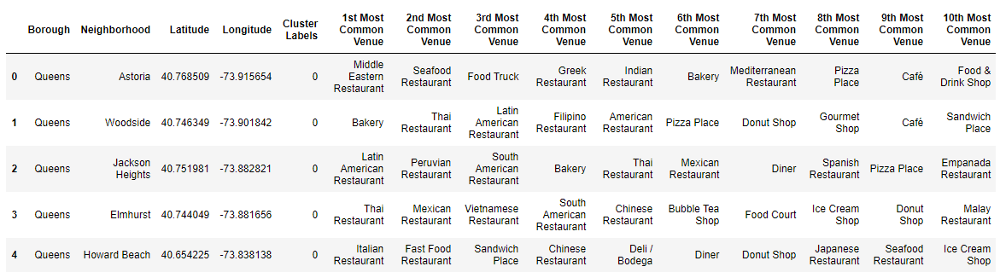 Borough Neighborhood Latitude Longitude Cluster Labels 1st Most Common Venue 2nd Most Common Venue 3rd Most Common Venue 4th Most Common Venue 5th Most Common Venue 6th Most Common Venue 7th Most Common Venue 8th Most Common Venue 9th Most Common Venue 10th Most Common Venue
0 Queens Astoria 40.768509 -73.915654 0 Middle Eastern Restaurant Seafood Restaurant Food Truck Greek Restaurant Indian Restaurant Bakery Mediterranean Restaurant Pizza Place Café Food & Drink Shop
1 Queens Woodside 40.746349 -73.901842 0 Bakery Thai Restaurant Latin American Restaurant Filipino Restaurant American Restaurant Pizza Place Donut Shop Gourmet Shop Café Sandwich Place
2 Queens Jackson Heights 40.751981 -73.882821 0 Latin American Restaurant Peruvian Restaurant South American Restaurant Bakery Thai Restaurant Mexican Restaurant Diner Spanish Restaurant Pizza Place Empanada Restaurant
3 Queens Elmhurst 40.744049 -73.881656 0 Thai Restaurant Mexican Restaurant Vietnamese Restaurant South American Restaurant Chinese Restaurant Bubble Tea Shop Food Court Ice Cream Shop Donut Shop Malay Restaurant
4 Queens Howard Beach 40.654225 -73.838138 0 Italian Restaurant Fast Food Restaurant Sandwich Place Chinese Restaurant Deli / Bodega Diner Donut Shop Japanese Restaurant Seafood Restaurant Ice Cream Shop